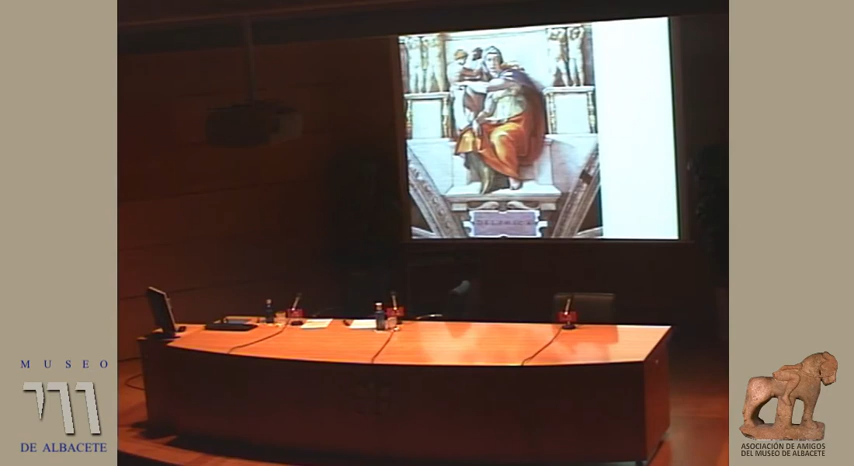 MUSEO
DE ALBACETE
ASOCIACIÓN DE AMIGOS
DEL MUSEO DE ALBACETE